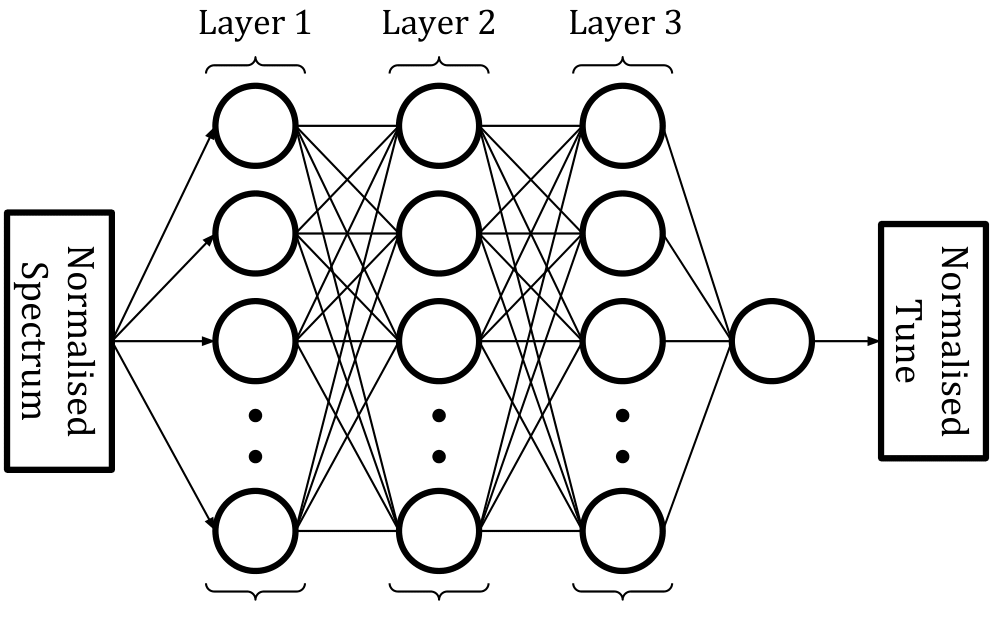 Layer 1
Layer 2
Layer 3
Normalised
Spectrum
Normalised
Tune